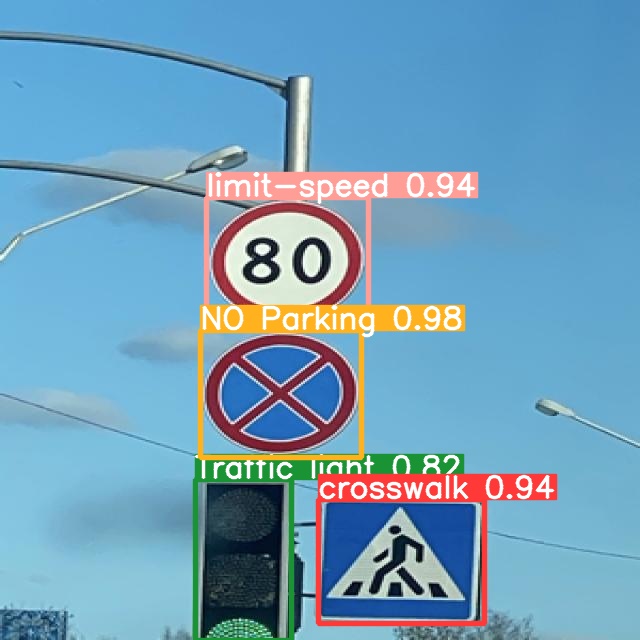 limit-speed 0.94
80
NO Parking 0.98
Traffic light 0.82
crosswalk 0.94